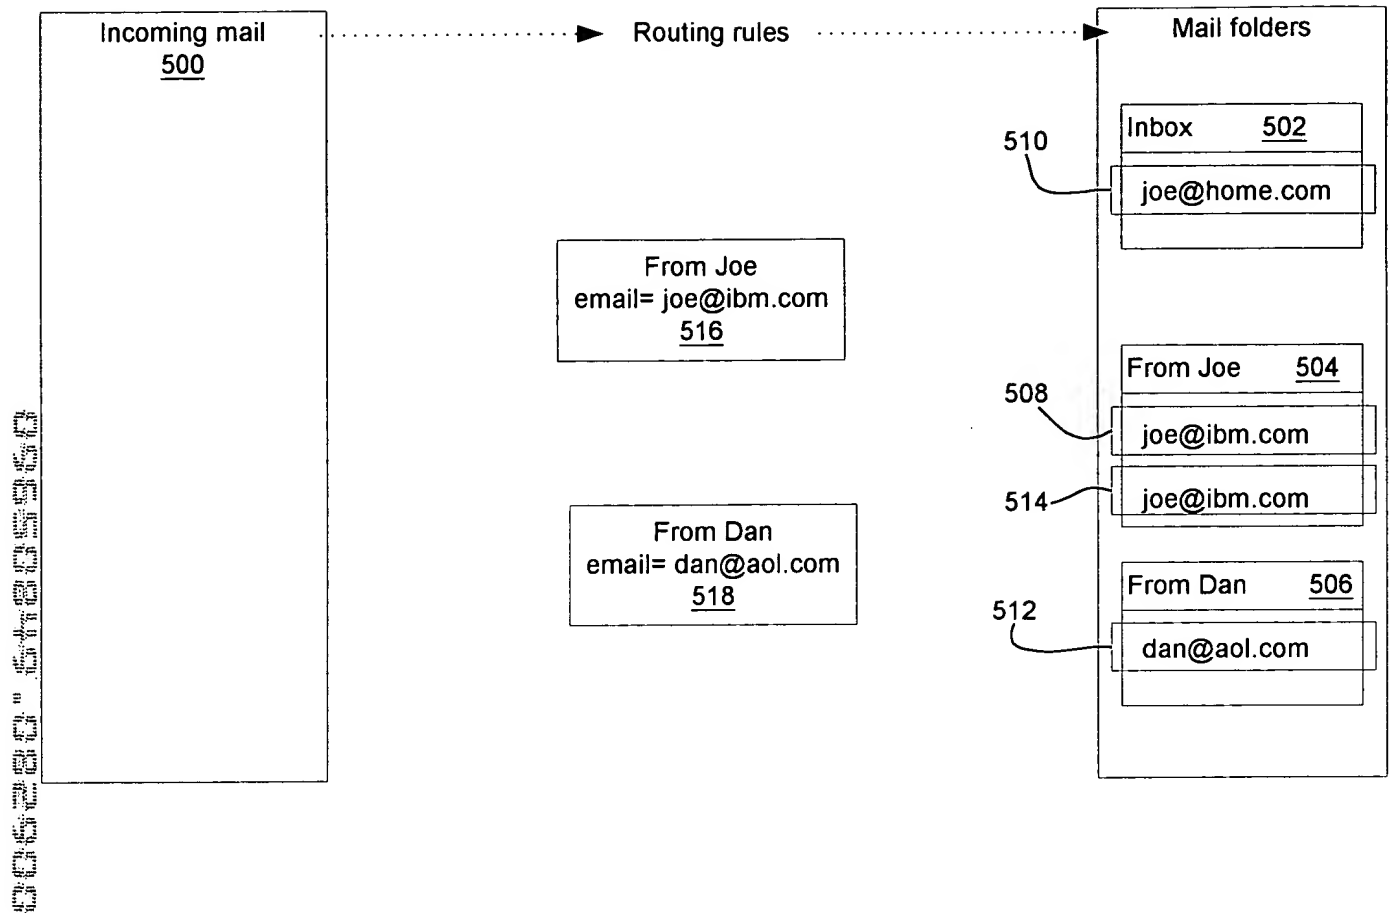 Incoming mail
500
Routing rules
Mail folders
Inbox 502
510
joe@home.com
From Joe
email= joe@ibm.com
516
From Joe 504
508
joe@ibm.com
514
joe@ibm.com
From Dan
email= dan@aol.com
518
From Dan 506
512
dan@aol.com